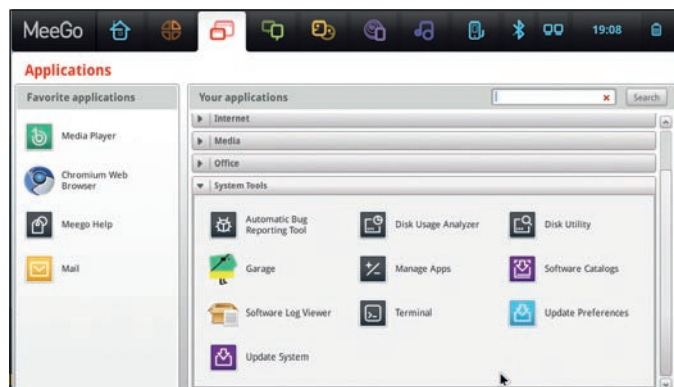 MeeGo 19:08
Applications
Favorite applications
Media Player
Chromium Web
Browser
Meego Help
Mail
Your applications
Search
Internet
Media
Office
System Tools
Automatic Bug
Reporting Tool
Disk Usage Analyzer
Disk Utility
Garage
Manage Apps
Software Catalogs
Software Log Viewer
Terminal
Update Preferences
Update System